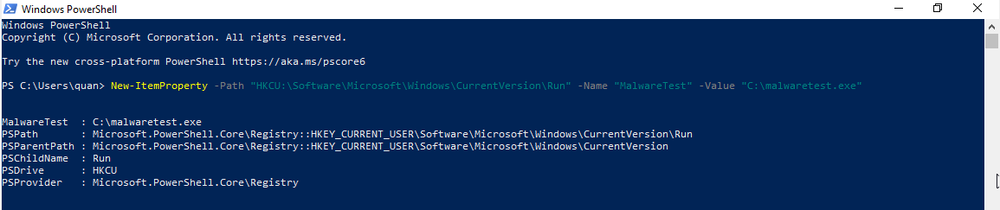 Windows PowerShell
Windows PowerShell
Copyright (C) Microsoft Corporation. All rights reserved.
Try the new cross-platform PowerShell https://aka.ms/pscore6
PS C:\Users\quan> New-ItemProperty -Path "HKCU:\Software\Microsoft\Windows\CurrentVersion\Run" -Name "MalwareTest" -Value "C:\malwaretest.exe"
MalwareTest  : C:\malwaretest.exe
PSPath       : Microsoft.PowerShell.Core\Registry::HKEY_CURRENT_USER\Software\Microsoft\Windows\CurrentVersion\Run
PSParentPath : Microsoft.PowerShell.Core\Registry::HKEY_CURRENT_USER\Software\Microsoft\Windows\CurrentVersion
PSChildName  : Run
PSDrive      : HKCU
PSProvider   : Microsoft.PowerShell.Core\Registry